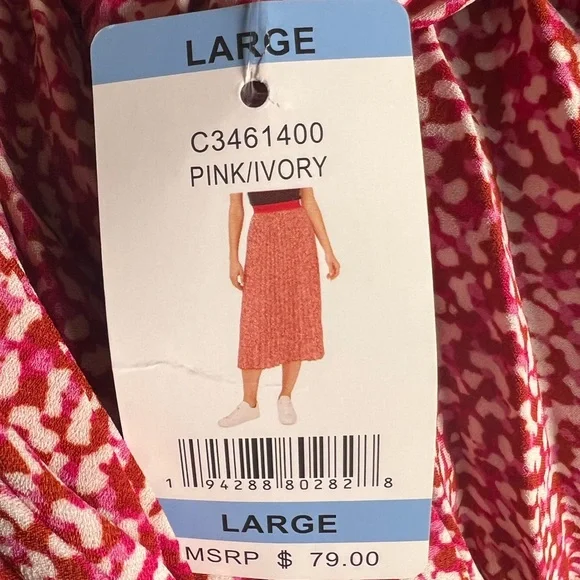 LARGE
C3461400
PINK/IVORY
1 94288 80282 8
LARGE
MSRP $ 79.00